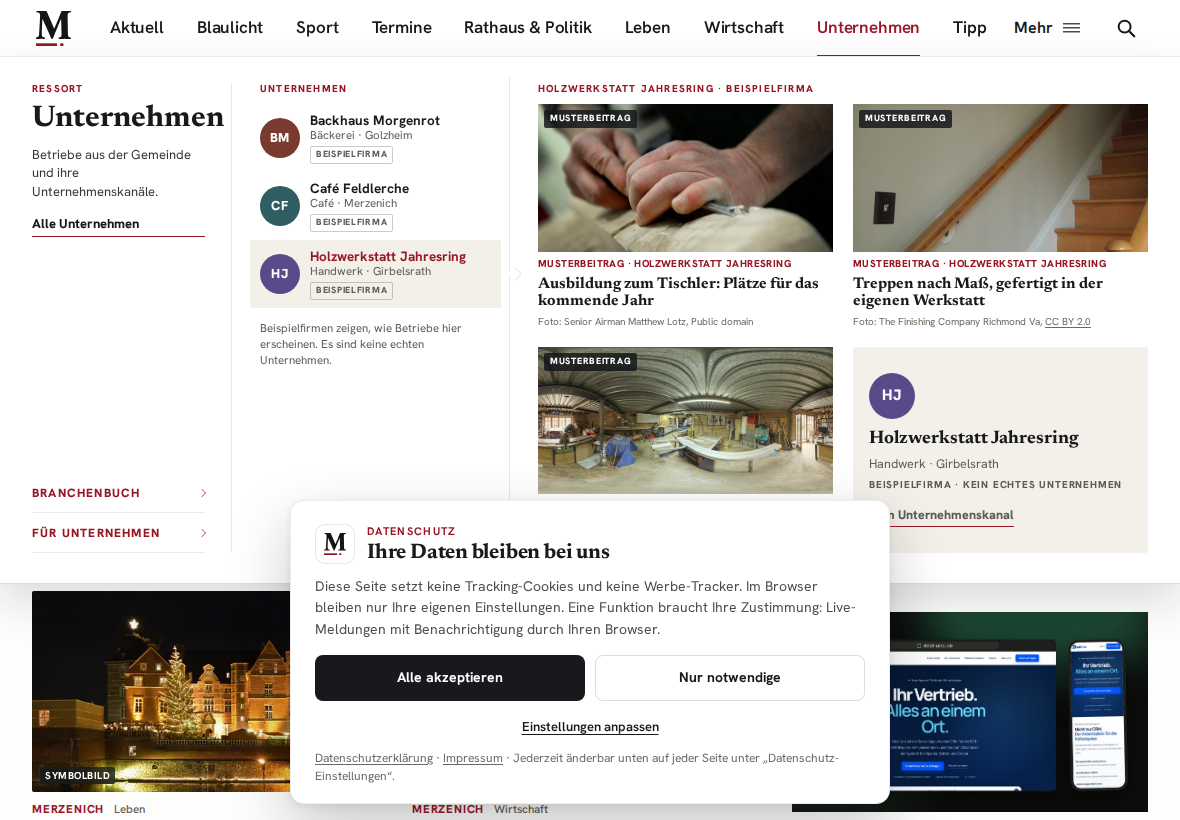 M.
Aktuell
Blaulicht
Sport
Termine
Rathaus & Politik
Leben
Wirtschaft
Unternehmen
Tipp
Mehr
RESSORT
Unternehmen
Betriebe aus der Gemeinde
und ihre
Unternehmenskanäle.
Alle Unternehmen
BRANCHENBUCH
FÜR UNTERNEHMEN
UNTERNEHMEN
BM
Backhaus Morgenrot
Bäckerei · Golzheim
BEISPIELFIRMA
CF
Café Feldlerche
Café · Merzenich
BEISPIELFIRMA
HJ
Holzwerkstatt Jahresring
Handwerk · Girbelsrath
BEISPIELFIRMA
Beispielfirmen zeigen, wie Betriebe hier
erscheinen. Es sind keine echten
Unternehmen.
HOLZWERKSTATT JAHRESRING · BEISPIELFIRMA
MUSTERBEITRAG
MUSTERBEITRAG · HOLZWERKSTATT JAHRESRING
Ausbildung zum Tischler: Plätze für das
kommende Jahr
Foto: Senior Airman Matthew Lotz, Public domain
MUSTERBEITRAG
MUSTERBEITRAG · HOLZWERKSTATT JAHRESRING
Treppen nach Maß, gefertigt in der
eigenen Werkstatt
Foto: The Finishing Company Richmond Va, CC BY 2.0
MUSTERBEITRAG
HJ
Holzwerkstatt Jahresring
Handwerk · Girbelsrath
BEISPIELFIRMA · KEIN ECHTES UNTERNEHMEN
Unternehmenskanal
M.
DATENSCHUTZ
Ihre Daten bleiben bei uns
Diese Seite setzt keine Tracking-Cookies und keine Werbe-Tracker. Im Browser
bleiben nur Ihre eigenen Einstellungen. Eine Funktion braucht Ihre Zustimmung: Live-
Meldungen mit Benachrichtigung durch Ihren Browser.
Alle akzeptieren
Nur notwendige
Einstellungen anpassen
Datenschutzerklärung · Impressum · Jederzeit änderbar unten auf jeder Seite unter „Datenschutz-
Einstellungen“.
SYMBOLBILD
MERZENICH Leben
MERZENICH Wirtschaft
Ihr Vertrieb.
Alles an einem
Ort.
Ihr Vertrieb.
Alles an einem Ort.